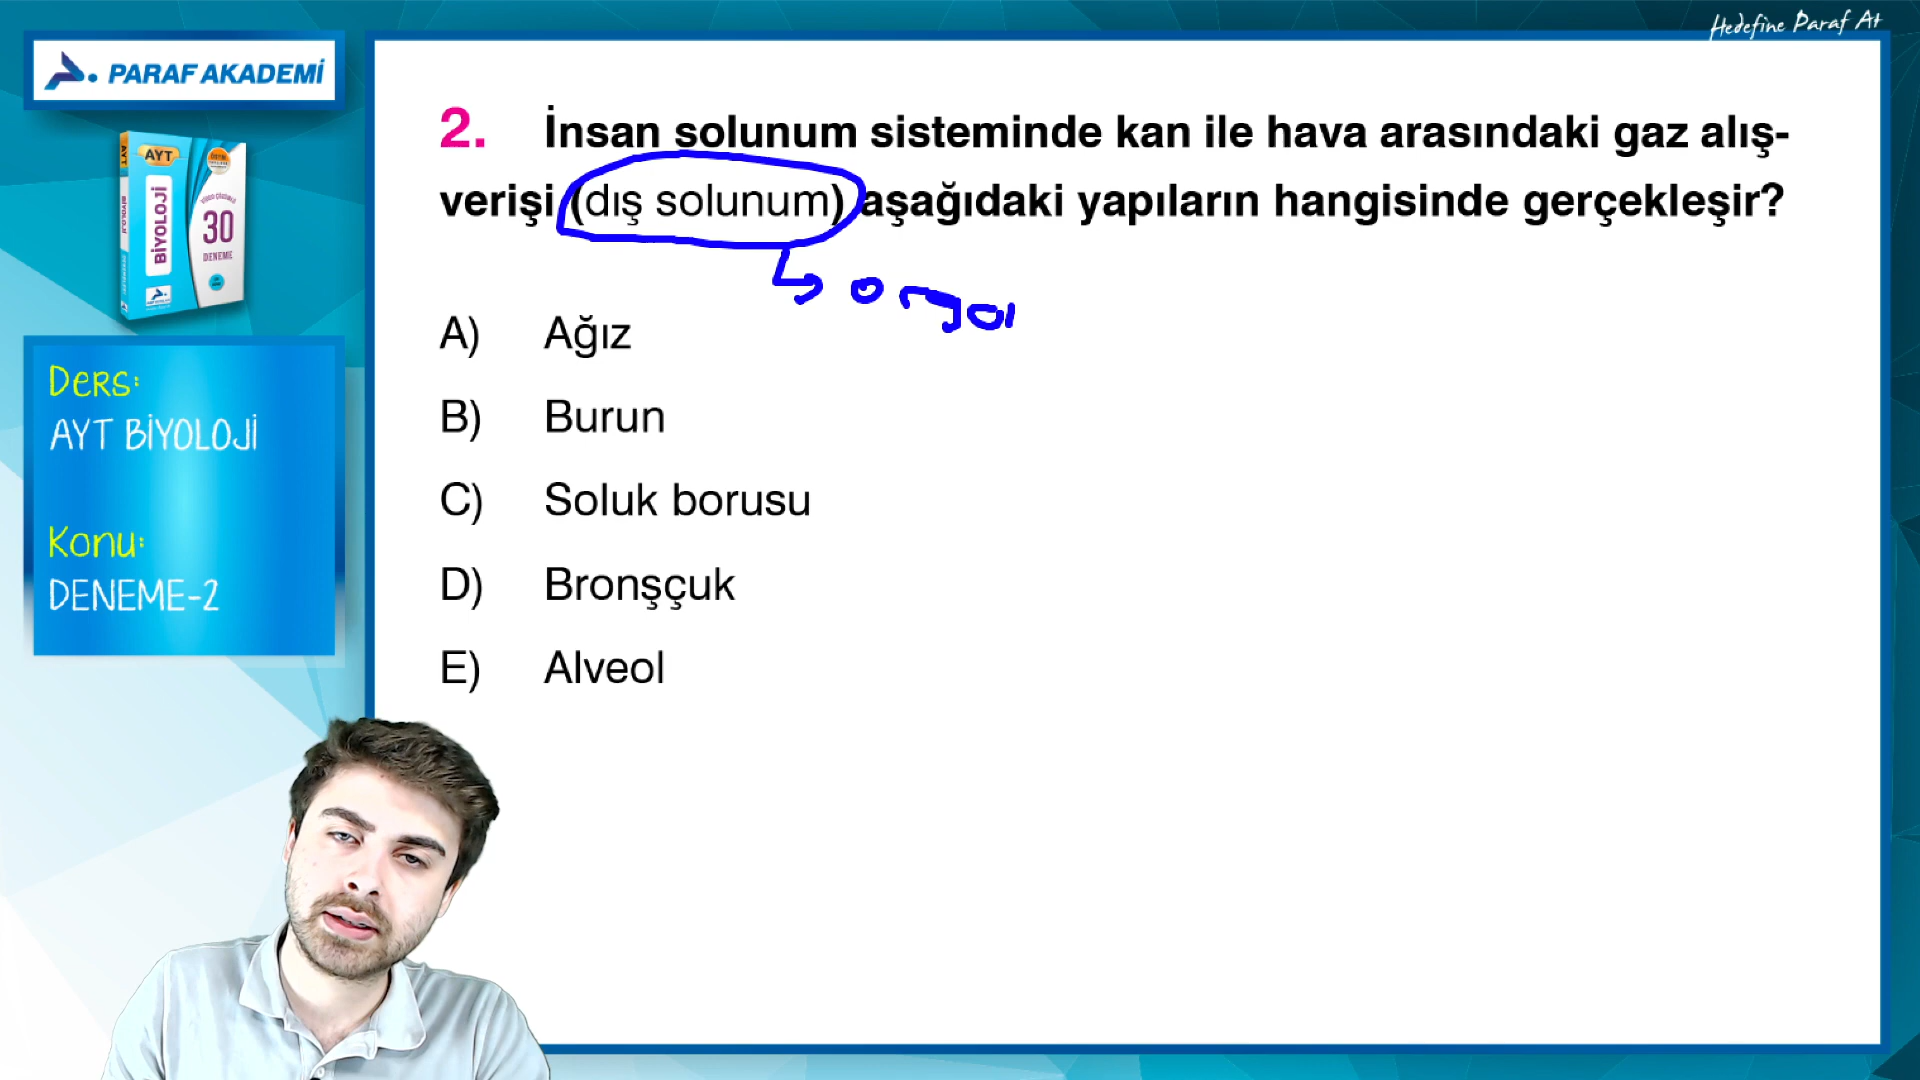 Hedefine Paraf At
PARAF AKADEMİ
AYT
BİYOLOJİ
30
DENEME
Ders:
AYT BİYOLOJİ
Konu:
DENEME-2
2. İnsan solunum sisteminde kan ile hava arasındaki gaz alış-
verişi (dış solunum) aşağıdaki yapıların hangisinde gerçekleşir?
A) Ağız
B) Burun
C) Soluk borusu
D) Bronşçuk
E) Alveol